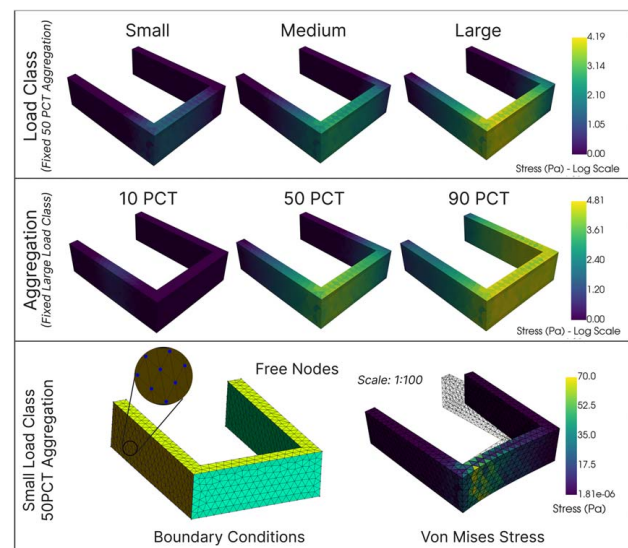 Load Class
(Fixed 50 PCT Aggregation)
Small
Medium
Large
4.19
3.14
2.10
1.05
0.00
Stress (Pa) - Log Scale
Aggregation
(Fixed Large Load Class)
10 PCT
50 PCT
90 PCT
4.81
3.61
2.40
1.20
0.00
Stress (Pa) - Log Scale
Small Load Class
50PCT Aggregation
Free Nodes
Boundary Conditions
Scale: 1:100
Von Mises Stress
70.0
52.5
35.0
17.5
1.81e-06
Stress (Pa)